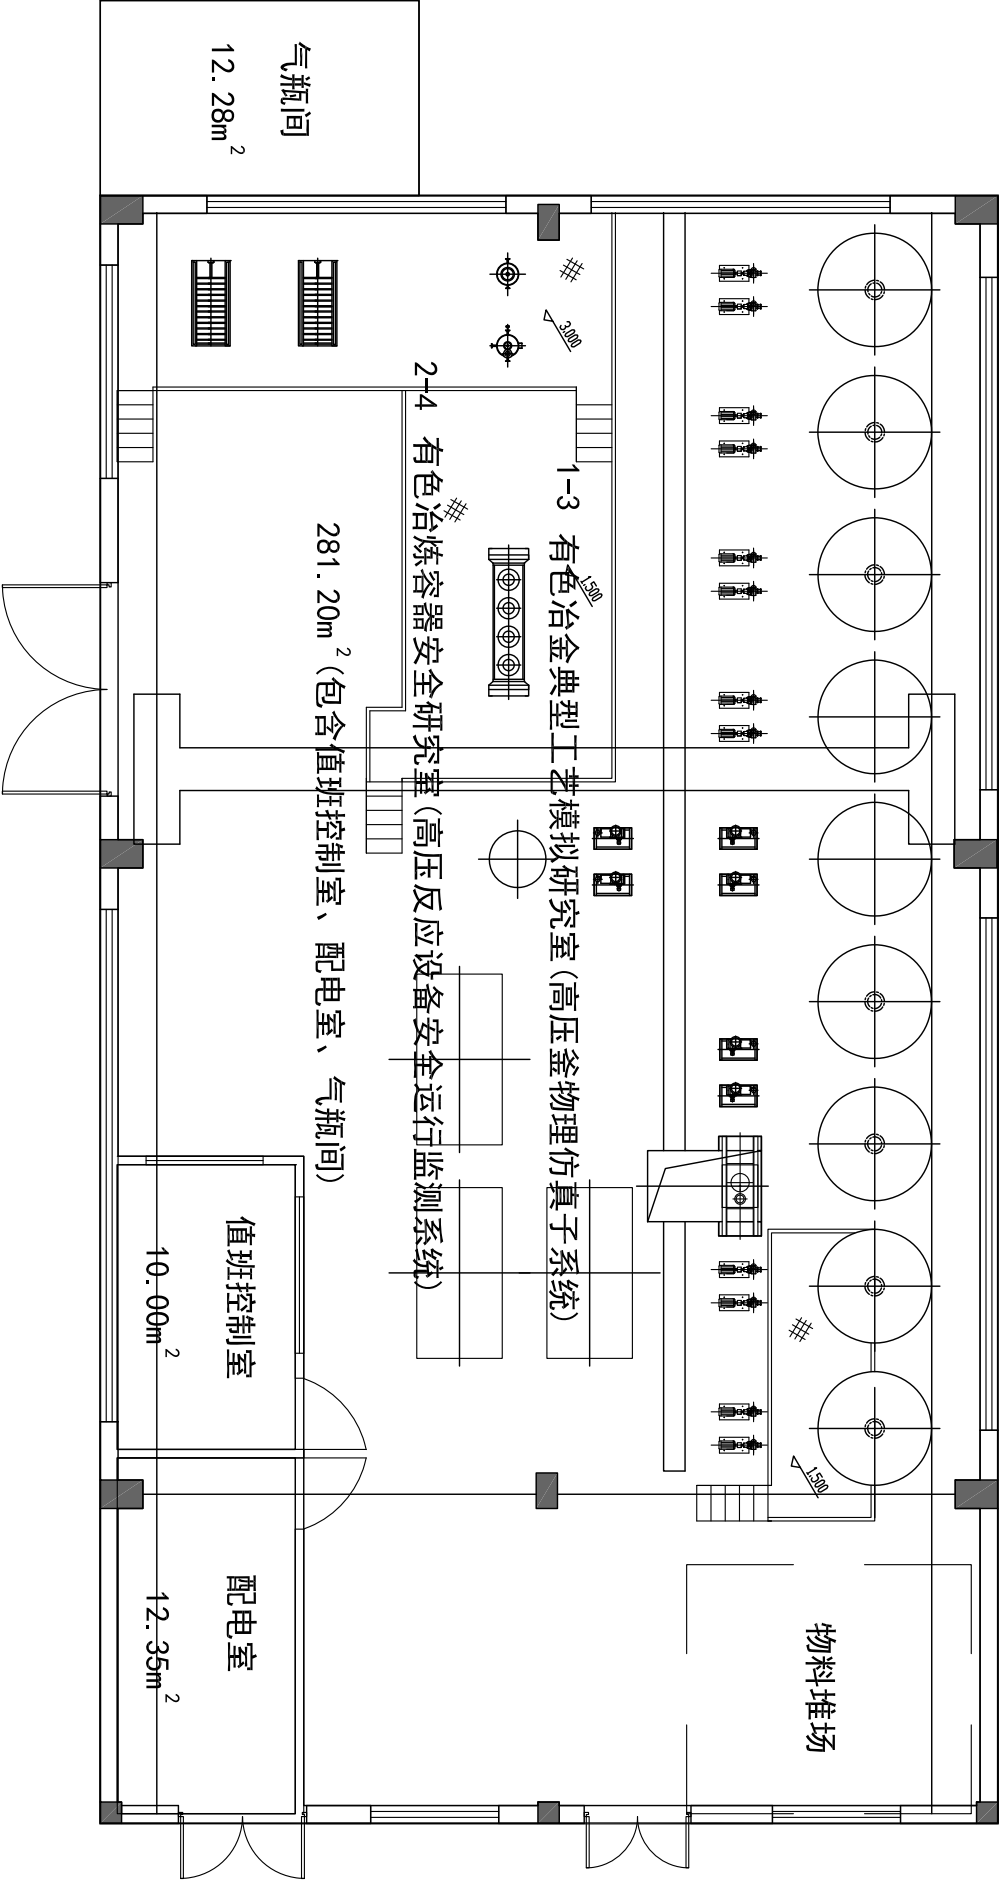 气瓶间
12.28m²
3.000
1.500
1-3 有色冶金典型工艺模拟研究室(高压釜物理仿真子系统)
2-4 有色冶炼容器安全研究室(高压反应设备安全运行监测系统)
281.20m²(包含值班控制室、配电室、气瓶间)
值班控制室
10.00m²
1.500
配电室
12.35m²
物料堆场